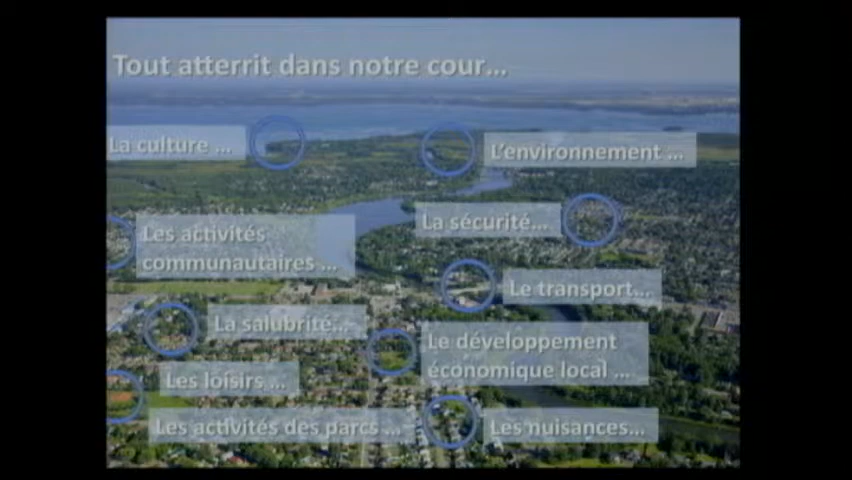 Tout atterrit dans notre cour...
La culture ...
L'environnement ...
Les activités
communautaires ...
La sécurité...
Le transport...
La salubrité...
Le développement
économique local ...
Les loisirs ...
Les activités des parcs ...
Les nuisances...